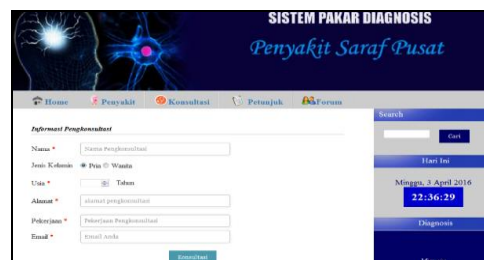 SISTEM PAKAR DIAGNOSIS
Penyakit Saraf Pusat
Home Penyakit Konsultasi Petunjuk Forum
Informasi Pengkonsultasi
Nama * Nama Pengkonsultasi
Jenis Kelamin Pria Wanita
Usia * Tahun
Alamat * alamat pengkonsultasi
Pekerjaan * Pekerjaan Pengkonsultasi
Email * Email Anda
Konsultasi
Search
Cari
Hari Ini
Minggu, 3 April 2016
22:36:29
Diagnosis